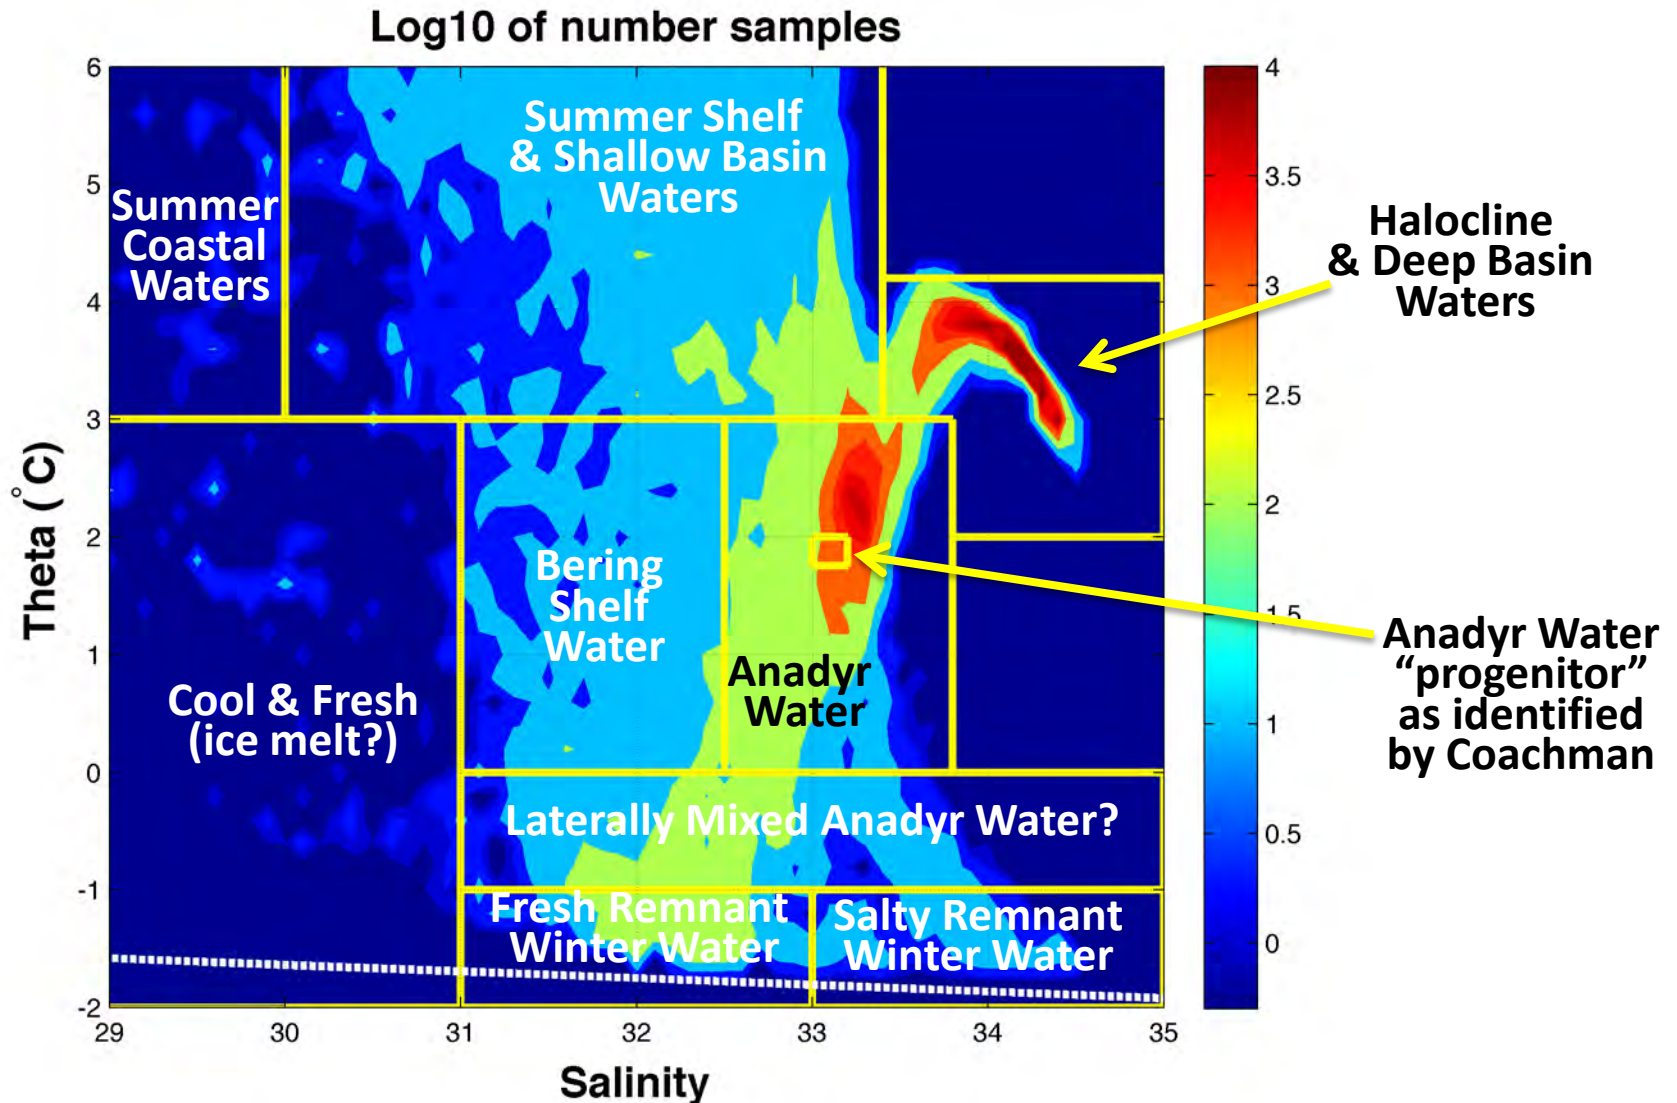 Log10 of number samples
6
5
4
3
2
1
0
-1
-2
Theta (°C)
29
30
31
32
33
34
35
Salinity
Summer
Coastal
Waters
Summer Shelf
& Shallow Basin
Waters
Cool & Fresh
(ice melt?)
Bering
Shelf
Water
Anadyr
Water
Laterally Mixed Anadyr Water?
Fresh Remnant
Winter Water
Salty Remnant
Winter Water
4
3.5
3
2.5
2
1.5
1
0.5
0
Halocline
& Deep Basin
Waters
Anadyr Water
“progenitor”
as identified
by Coachman